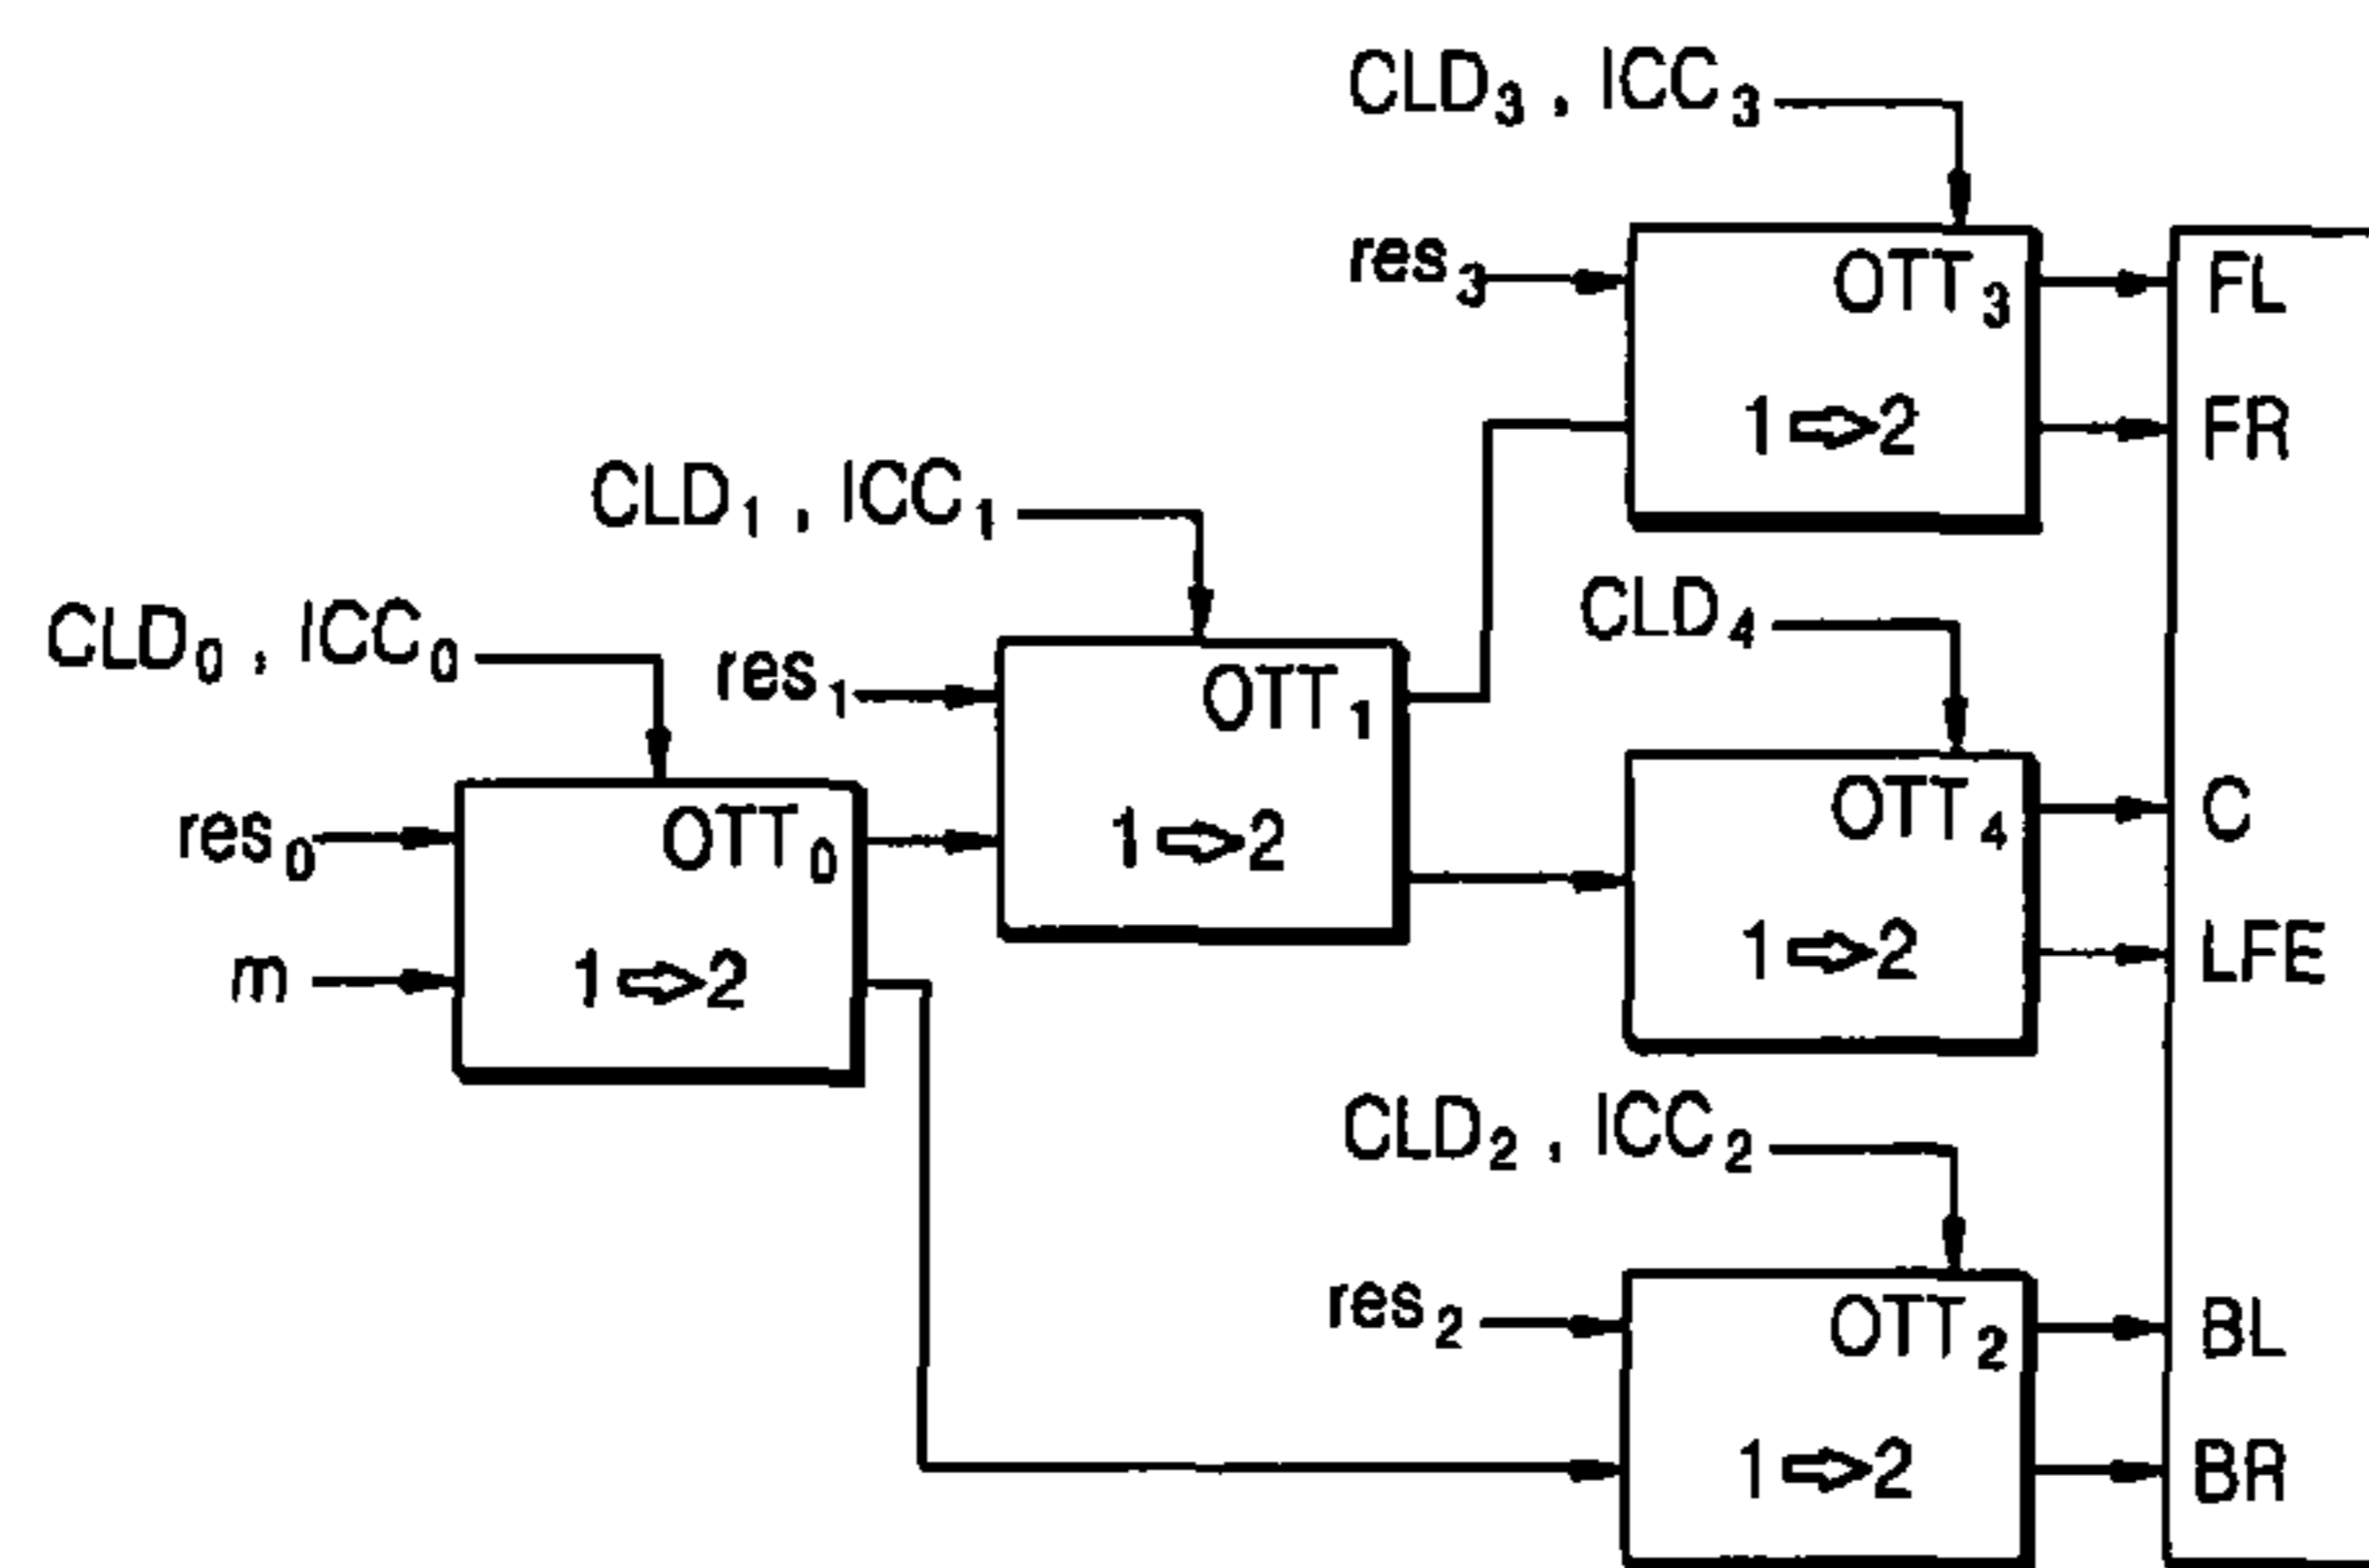 CLD3 , ICC3
res3
OTT3
1⇨2
FL
FR
CLD1 , ICC1
res1
OTT1
1⇨2
CLD4
OTT4
1⇨2
C
LFE
CLD0 , ICC0
res0
m
OTT0
1⇨2
CLD2 , ICC2
res2
OTT2
1⇨2
BL
BR